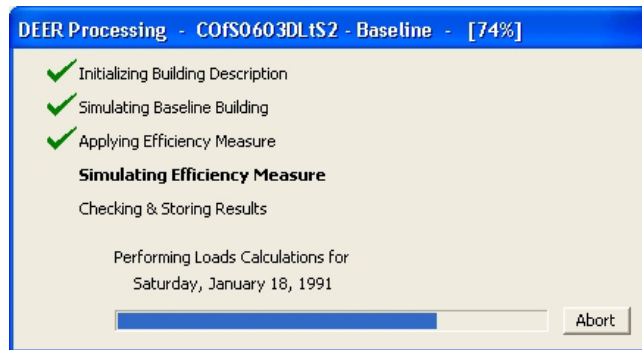 DEER Processing - COfS0603DLtS2 - Baseline - [74%]
Initializing Building Description
Simulating Baseline Building
Applying Efficiency Measure
Simulating Efficiency Measure
Checking & Storing Results
Performing Loads Calculations for
Saturday, January 18, 1991
Abort